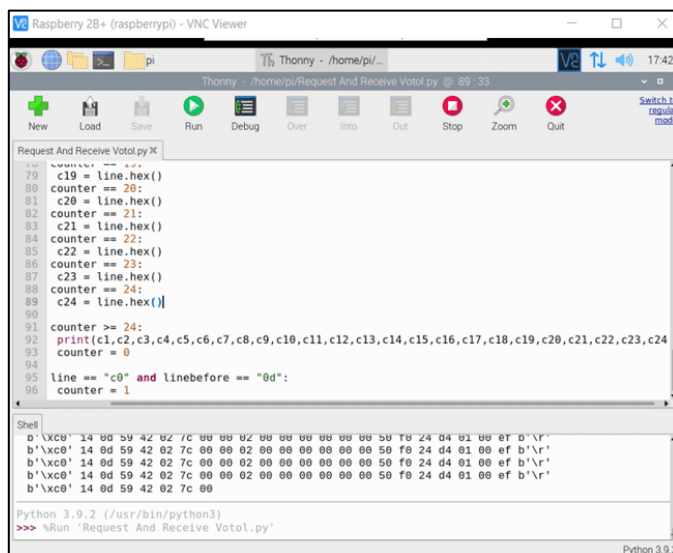 Raspberry 2B+ (raspberrypi) - VNC Viewer
pi
Thonny - /home/pi/...
17:42
Thonny - /home/pi/Request And Receive Votol.py @ 89 : 33
New Load Save Run Debug Over Into Out Stop Zoom Quit
Switch t
regula
mod
Request And Receive Votol.py
78 counter == 19:
79 c19 = line.hex()
80 counter == 20:
81 c20 = line.hex()
82 counter == 21:
83 c21 = line.hex()
84 counter == 22:
85 c22 = line.hex()
86 counter == 23:
87 c23 = line.hex()
88 counter == 24:
89 c24 = line.hex()
90
91 counter >= 24:
92 print(c1,c2,c3,c4,c5,c6,c7,c8,c9,c10,c11,c12,c13,c14,c15,c16,c17,c18,c19,c20,c21,c22,c23,c24
93 counter = 0
94
95 line == "c0" and linebefore == "0d":
96 counter = 1
Shell
b'\xc0' 14 0d 59 42 02 7c 00 00 02 00 00 00 00 00 00 50 f0 24 d4 01 00 ef b'\r'
b'\xc0' 14 0d 59 42 02 7c 00 00 02 00 00 00 00 00 00 50 f0 24 d4 01 00 ef b'\r'
b'\xc0' 14 0d 59 42 02 7c 00 00 02 00 00 00 00 00 00 50 f0 24 d4 01 00 ef b'\r'
b'\xc0' 14 0d 59 42 02 7c 00 00 02 00 00 00 00 00 00 50 f0 24 d4 01 00 ef b'\r'
b'\xc0' 14 0d 59 42 02 7c 00
Python 3.9.2 (/usr/bin/python3)
>>> %Run 'Request And Receive Votol.py'
Python 3.9.2